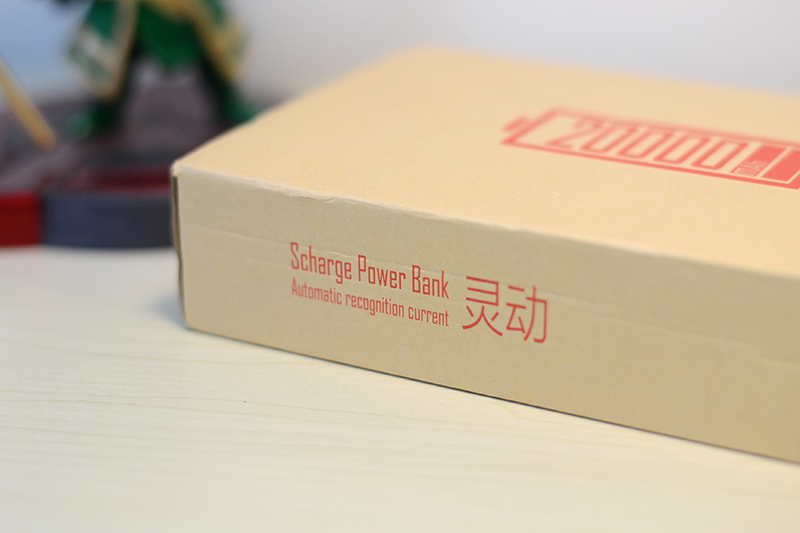 20000
Scharge Power Bank
Automatic recognition current
灵动